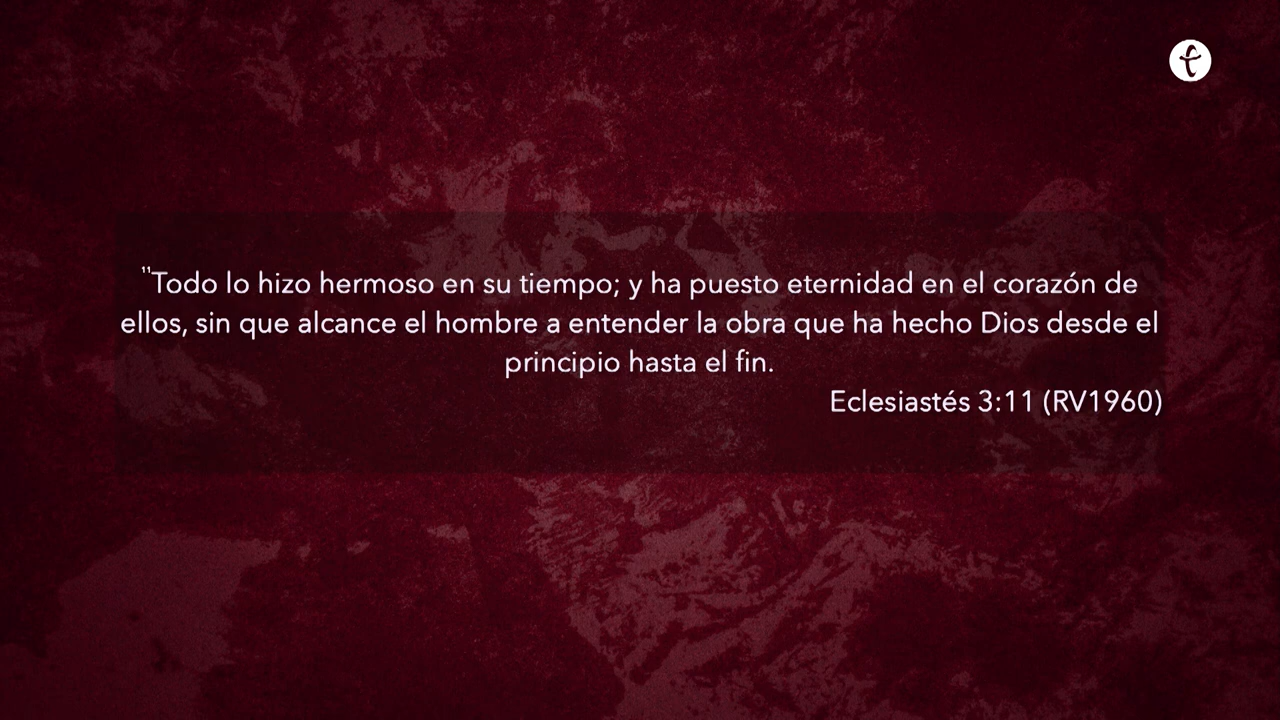 "Todo lo hizo hermoso en su tiempo; y ha puesto eternidad en el corazón de
ellos, sin que alcance el hombre a entender la obra que ha hecho Dios desde el
principio hasta el fin.
Eclesiastés 3:11 (RV1960)